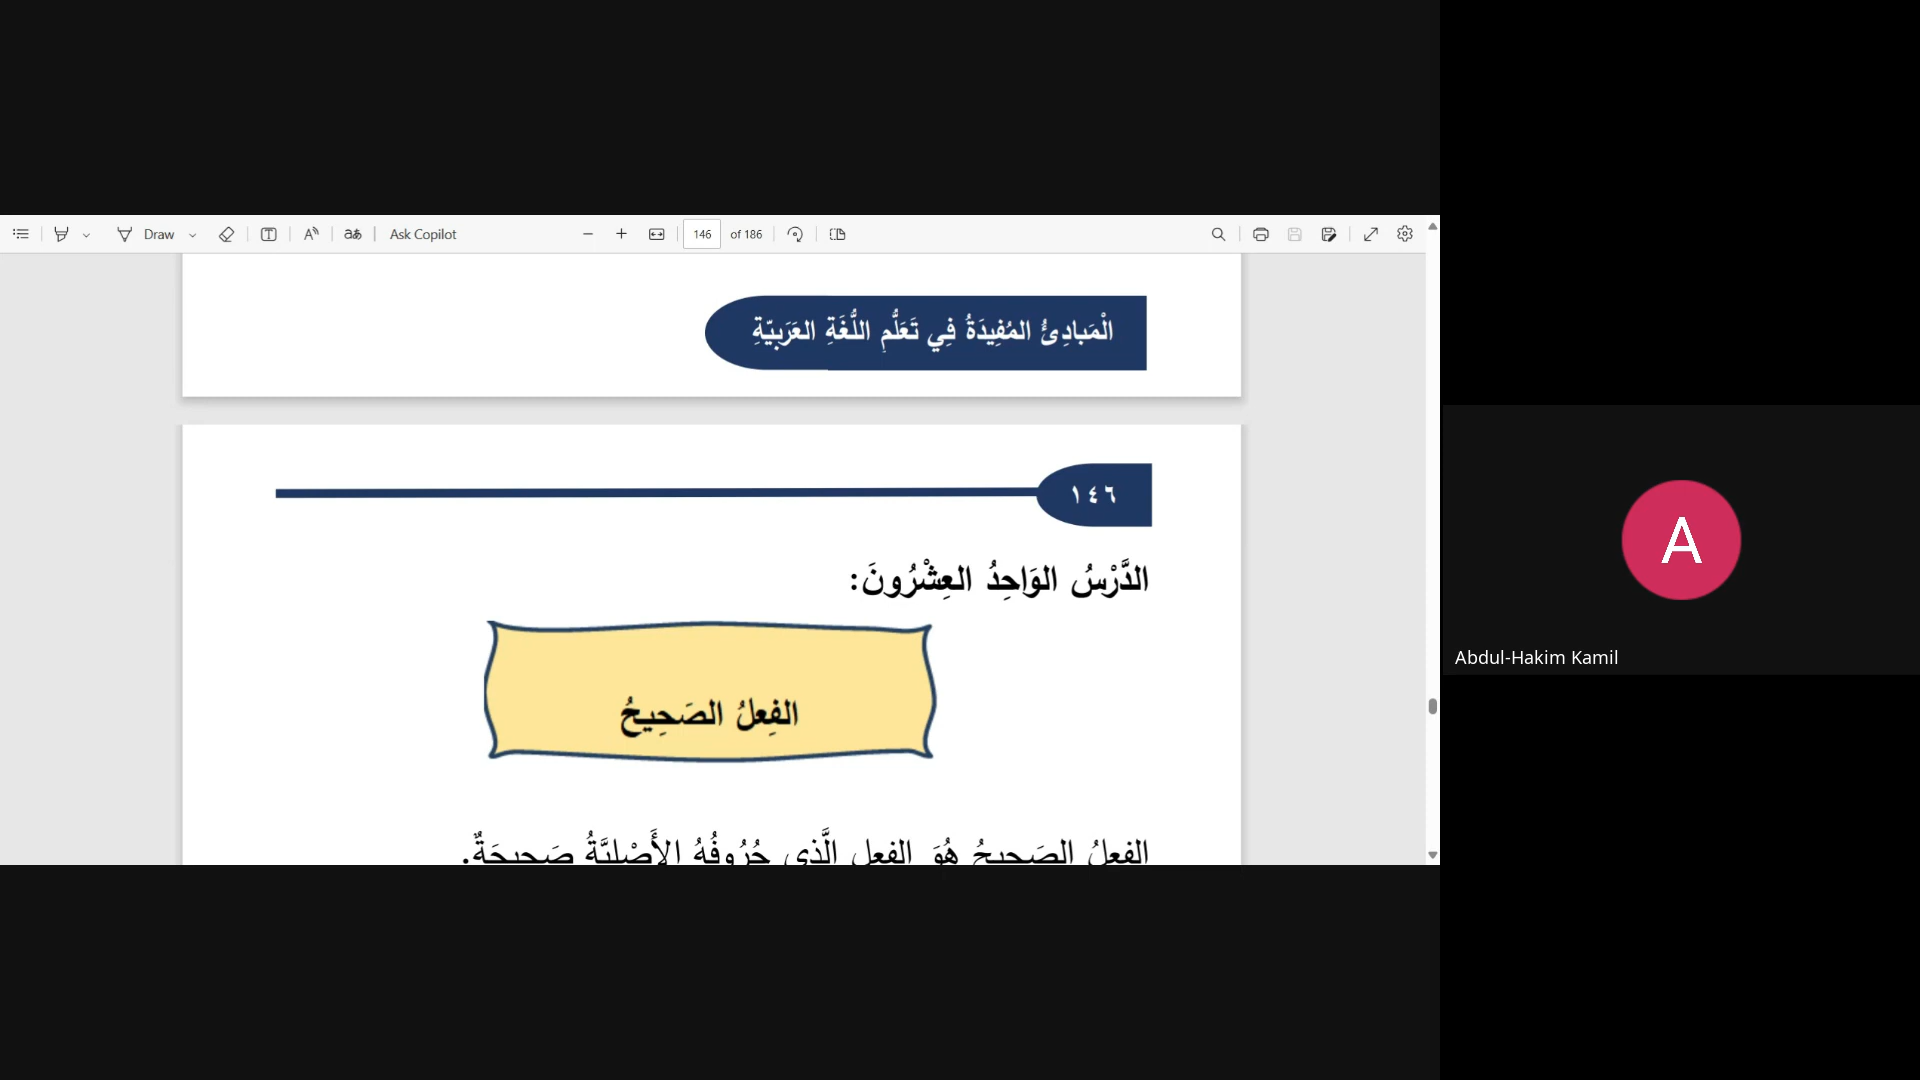 Draw
Ask Copilot
146 of 186
الْمَبادِئُ المُفِيدَةُ فِي تَعَلُّمِ اللُّغَةِ العَرَبِيّةِ
١٤٦
الدَّرْسُ الوَاحِدُ العِشْرُونَ:
الفِعلُ الصَحِيحُ
الفِعلُ الصَحِيحُ هُوَ الفِعلِ الَّذِي حُرُوفُهُ الأَصْلِيَّةُ صَحِيحَةٌ.
A
Abdul-Hakim Kamil